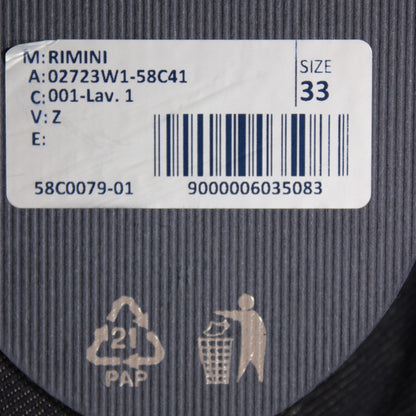 M: RIMINI
A: 02723W1-58C41
C: 001-Lav. 1
V: Z
E:
SIZE
33
58C0079-01
9000006035083
21
PAP